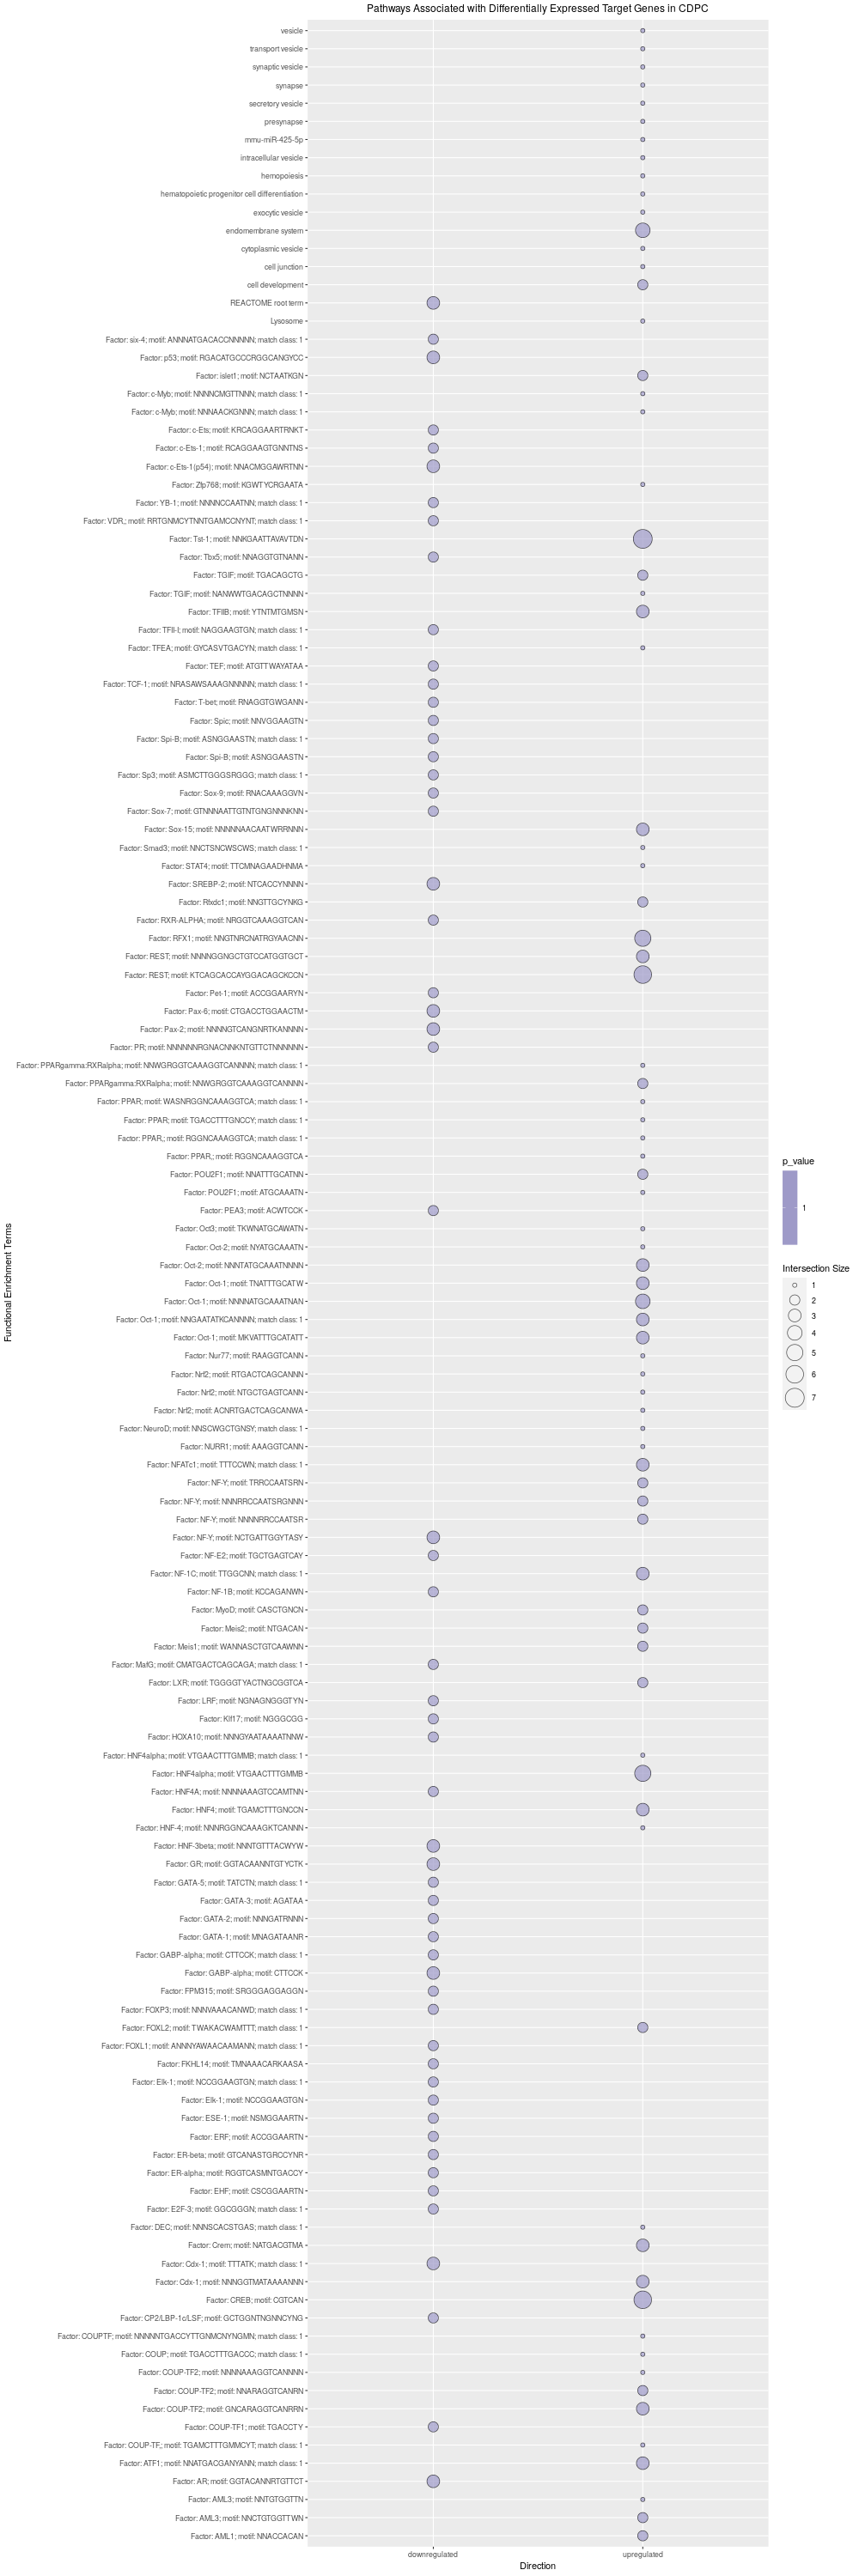 Pathways Associated with Differentially Expressed Target Genes in CDPC
vesicle
transport vesicle
synaptic vesicle
synapse
secretory vesicle
presynapse
mmu-miR-425-5p
intracellular vesicle
hemopoiesis
hematopoietic progenitor cell differentiation
exocytic vesicle
endomembrane system
cytoplasmic vesicle
cell junction
cell development
REACTOME root term
Lysosome
Factor: six-4; motif: ANNNATGACACCNNNNN; match class: 1
Factor: p53; motif: RGACATGCCCRGGCANGYCC
Factor: islet1; motif: NCTAATKGN
Factor: c-Myb; motif: NNNNCMGTTNNN; match class: 1
Factor: c-Myb; motif: NNNAACKGNNN; match class: 1
Factor: c-Ets; motif: KRCAGGAARTRNKT
Factor: c-Ets-1; motif: RCAGGAAGTGNNTNS
Factor: c-Ets-1(p54); motif: NNACMGGAWRTNN
Factor: Zfp768; motif: KGWTYCRGAATA
Factor: YB-1; motif: NNNNCCAATNN; match class: 1
Factor: VDR,; motif: RRTGNMCYTNNTGAMCCNYNT; match class: 1
Factor: Tst-1; motif: NNKGAATTAVAVTDN
Factor: Tbx5; motif: NNAGGTGTNANN
Factor: TGIF; motif: TGACAGCTG
Factor: TGIF; motif: NANWWTGACAGCTNNNN
Factor: TFIIB; motif: YTNTMTGMSN
Factor: TFII-I; motif: NAGGAAGTGN; match class: 1
Factor: TFEA; motif: GYCASVTGACYN; match class: 1
Factor: TEF; motif: ATGTTWAYATAA
Factor: TCF-1; motif: NRASAWSAAAGNNNNN; match class: 1
Factor: T-bet; motif: RNAGGTGWGANN
Factor: Spic; motif: NNVGGAAGTN
Factor: Spi-B; motif: ASNGGAASTN; match class: 1
Factor: Spi-B; motif: ASNGGAASTN
Factor: Sp3; motif: ASMCTTGGGSRGGG; match class: 1
Factor: Sox-9; motif: RNACAAAGGVN
Factor: Sox-7; motif: GTNNNAATTGTNTGNGNNNKNN
Factor: Sox-15; motif: NNNNNAACAATWRRNNN
Factor: Smad3; motif: NNCTSNCWSCWS; match class: 1
Factor: STAT4; motif: TTCMNAGAADHNMA
Factor: SREBP-2; motif: NTCACCYNNNN
Factor: Rfxdc1; motif: NNGTTGCYNKG
Factor: RXR-ALPHA; motif: NRGGTCAAAGGTCAN
Factor: RFX1; motif: NNGTNRCNATRGYAACNN
Factor: REST; motif: NNNGGNGCTGTCCATGGTGCT
Factor: REST; motif: KTCAGCACCAYGGACAGCKCCN
Factor: Pet-1; motif: ACCGGAARYN
Factor: Pax-6; motif: CTGACCTGGAACTM
Factor: Pax-2; motif: NNNNGTCANGNRTKANNNN
Factor: PR; motif: NNNNNNRGNACNNKNTGTTCTNNNNNN
Factor: PPARgamma:RXRalpha; motif: NNWGRGGTCAAAGGTCANNNN; match class: 1
Factor: PPARgamma:RXRalpha; motif: NNWGRGGTCAAAGGTCANNNN
Factor: PPAR; motif: WASNRGGNCAAAGGTCA; match class: 1
Factor: PPAR; motif: TGACCTTTGNCCY; match class: 1
Factor: PPAR,; motif: RGGNCAAAGGTCA; match class: 1
Factor: PPAR,; motif: RGGNCAAAGGTCA
Factor: POU2F1; motif: NNATTTGCATNN
Factor: POU2F1; motif: ATGCAAATN
Factor: PEA3; motif: ACWTCCK
Factor: Oct3; motif: TKWNATGCAWATN
Factor: Oct-2; motif: NYATGCAAATN
Factor: Oct-2; motif: NNNTATGCAAATNNNN
Factor: Oct-1; motif: TNATTTGCATW
Factor: Oct-1; motif: NNNNATGCAAATNAN
Factor: Oct-1; motif: NNGAATATKCANNNN; match class: 1
Factor: Oct-1; motif: MKVATTTGCATATT
Factor: Nur77; motif: RAAGGTCANN
Factor: Nrf2; motif: RTGACTCAGCANNN
Factor: Nrf2; motif: NTGCTGAGTCANN
Factor: Nrf2; motif: ACNRTGACTCAGCANWA
Factor: NeuroD; motif: NNSCWGCTGNSY; match class: 1
Factor: NURR1; motif: AAAGGTCANN
Factor: NFATc1; motif: TTTCCWN; match class: 1
Factor: NF-Y; motif: TRRCCAATSRN
Factor: NF-Y; motif: NNNRRCCAATSRGNNN
Factor: NF-Y; motif: NNNNRRCCAATSR
Factor: NF-Y; motif: NCTGATTGGYTASY
Factor: NF-E2; motif: TGCTGAGTCAY
Factor: NF-1C; motif: TTGGCNN; match class: 1
Factor: NF-1B; motif: KCCAGANWN
Factor: MyoD; motif: CASCTGNCN
Factor: Meis2; motif: NTGACAN
Factor: Meis1; motif: WANNASCTGTCAAWNN
Factor: MafG; motif: CMATGACTCAGCAGA; match class: 1
Factor: LXR; motif: TGGGGTYACTNGCGGTCA
Factor: LRF; motif: NGNAGNGGGTYN
Factor: Klf17; motif: NGGGCGG
Factor: HOXA10; motif: NNNGYAATAAAATNNW
Factor: HNF4alpha; motif: VTGAACTTTGMMB; match class: 1
Factor: HNF4alpha; motif: VTGAACTTTGMMB
Factor: HNF4A; motif: NNNNAAAGTCCAMTNN
Factor: HNF4; motif: TGAMCTTTGNCCN
Factor: HNF-4; motif: NNNRGGNCAAAGKTCANNN
Factor: HNF-3beta; motif: NNNTGTTTACWYW
Factor: GR; motif: GGTACAANNTGTYCTK
Factor: GATA-5; motif: TATCTN; match class: 1
Factor: GATA-3; motif: AGATAA
Factor: GATA-2; motif: NNNGATRNNN
Factor: GATA-1; motif: MNAGATAANR
Factor: GABP-alpha; motif: CTTCCK; match class: 1
Factor: GABP-alpha; motif: CTTCCK
Factor: FPM315; motif: SRGGGAGGAGGN
Factor: FOXP3; motif: NNNVAAACANWD; match class: 1
Factor: FOXL2; motif: TWAKACWAMTTT; match class: 1
Factor: FOXL1; motif: ANNNYAWAACAAMANN; match class: 1
Factor: FKHL14; motif: TMNAAACARKAASA
Factor: Elk-1; motif: NCCGGAAGTGN; match class: 1
Factor: Elk-1; motif: NCCGGAAGTGN
Factor: ESE-1; motif: NSMGGAARTN
Factor: ERF; motif: ACCGGAARTN
Factor: ER-beta; motif: GTCANASTGRCCYNR
Factor: ER-alpha; motif: RGGTCASMNTGACCY
Factor: EHF; motif: CSCGGAARTN
Factor: E2F-3; motif: GGCGGGN; match class: 1
Factor: DEC; motif: NNNSCACSTGAS; match class: 1
Factor: Crem; motif: NATGACGTMA
Factor: Cdx-1; motif: TTTATK; match class: 1
Factor: Cdx-1; motif: NNNGGTMATAAAANNN
Factor: CREB; motif: CGTCAN
Factor: CP2/LBP-1c/LSF; motif: GCTGGNTNGNNCYNG
Factor: COUPTF; motif: NNNNNTGACCYTTGNMCNYNGMN; match class: 1
Factor: COUP; motif: TGACCTTTGACCC; match class: 1
Factor: COUP-TF2; motif: NNNNAAAGGTCANNNN
Factor: COUP-TF2; motif: NNARAGGTCANRN
Factor: COUP-TF2; motif: GNCARAGGTCANRRN
Factor: COUP-TF1; motif: TGACCTY
Factor: COUP-TF,; motif: TGAMCTTTGMMCYT; match class: 1
Factor: ATF1; motif: NNATGACGANYANN; match class: 1
Factor: AR; motif: GGTACANNRTGTTCT
Factor: AML3; motif: NNTGTGGTTN
Factor: AML3; motif: NNCTGTGGTTWN
Factor: AML1; motif: NNACCACAN
Functional Enrichment Terms
downregulated
upregulated
Direction
p_value
1
Intersection Size
1
2
3
4
5
6
7